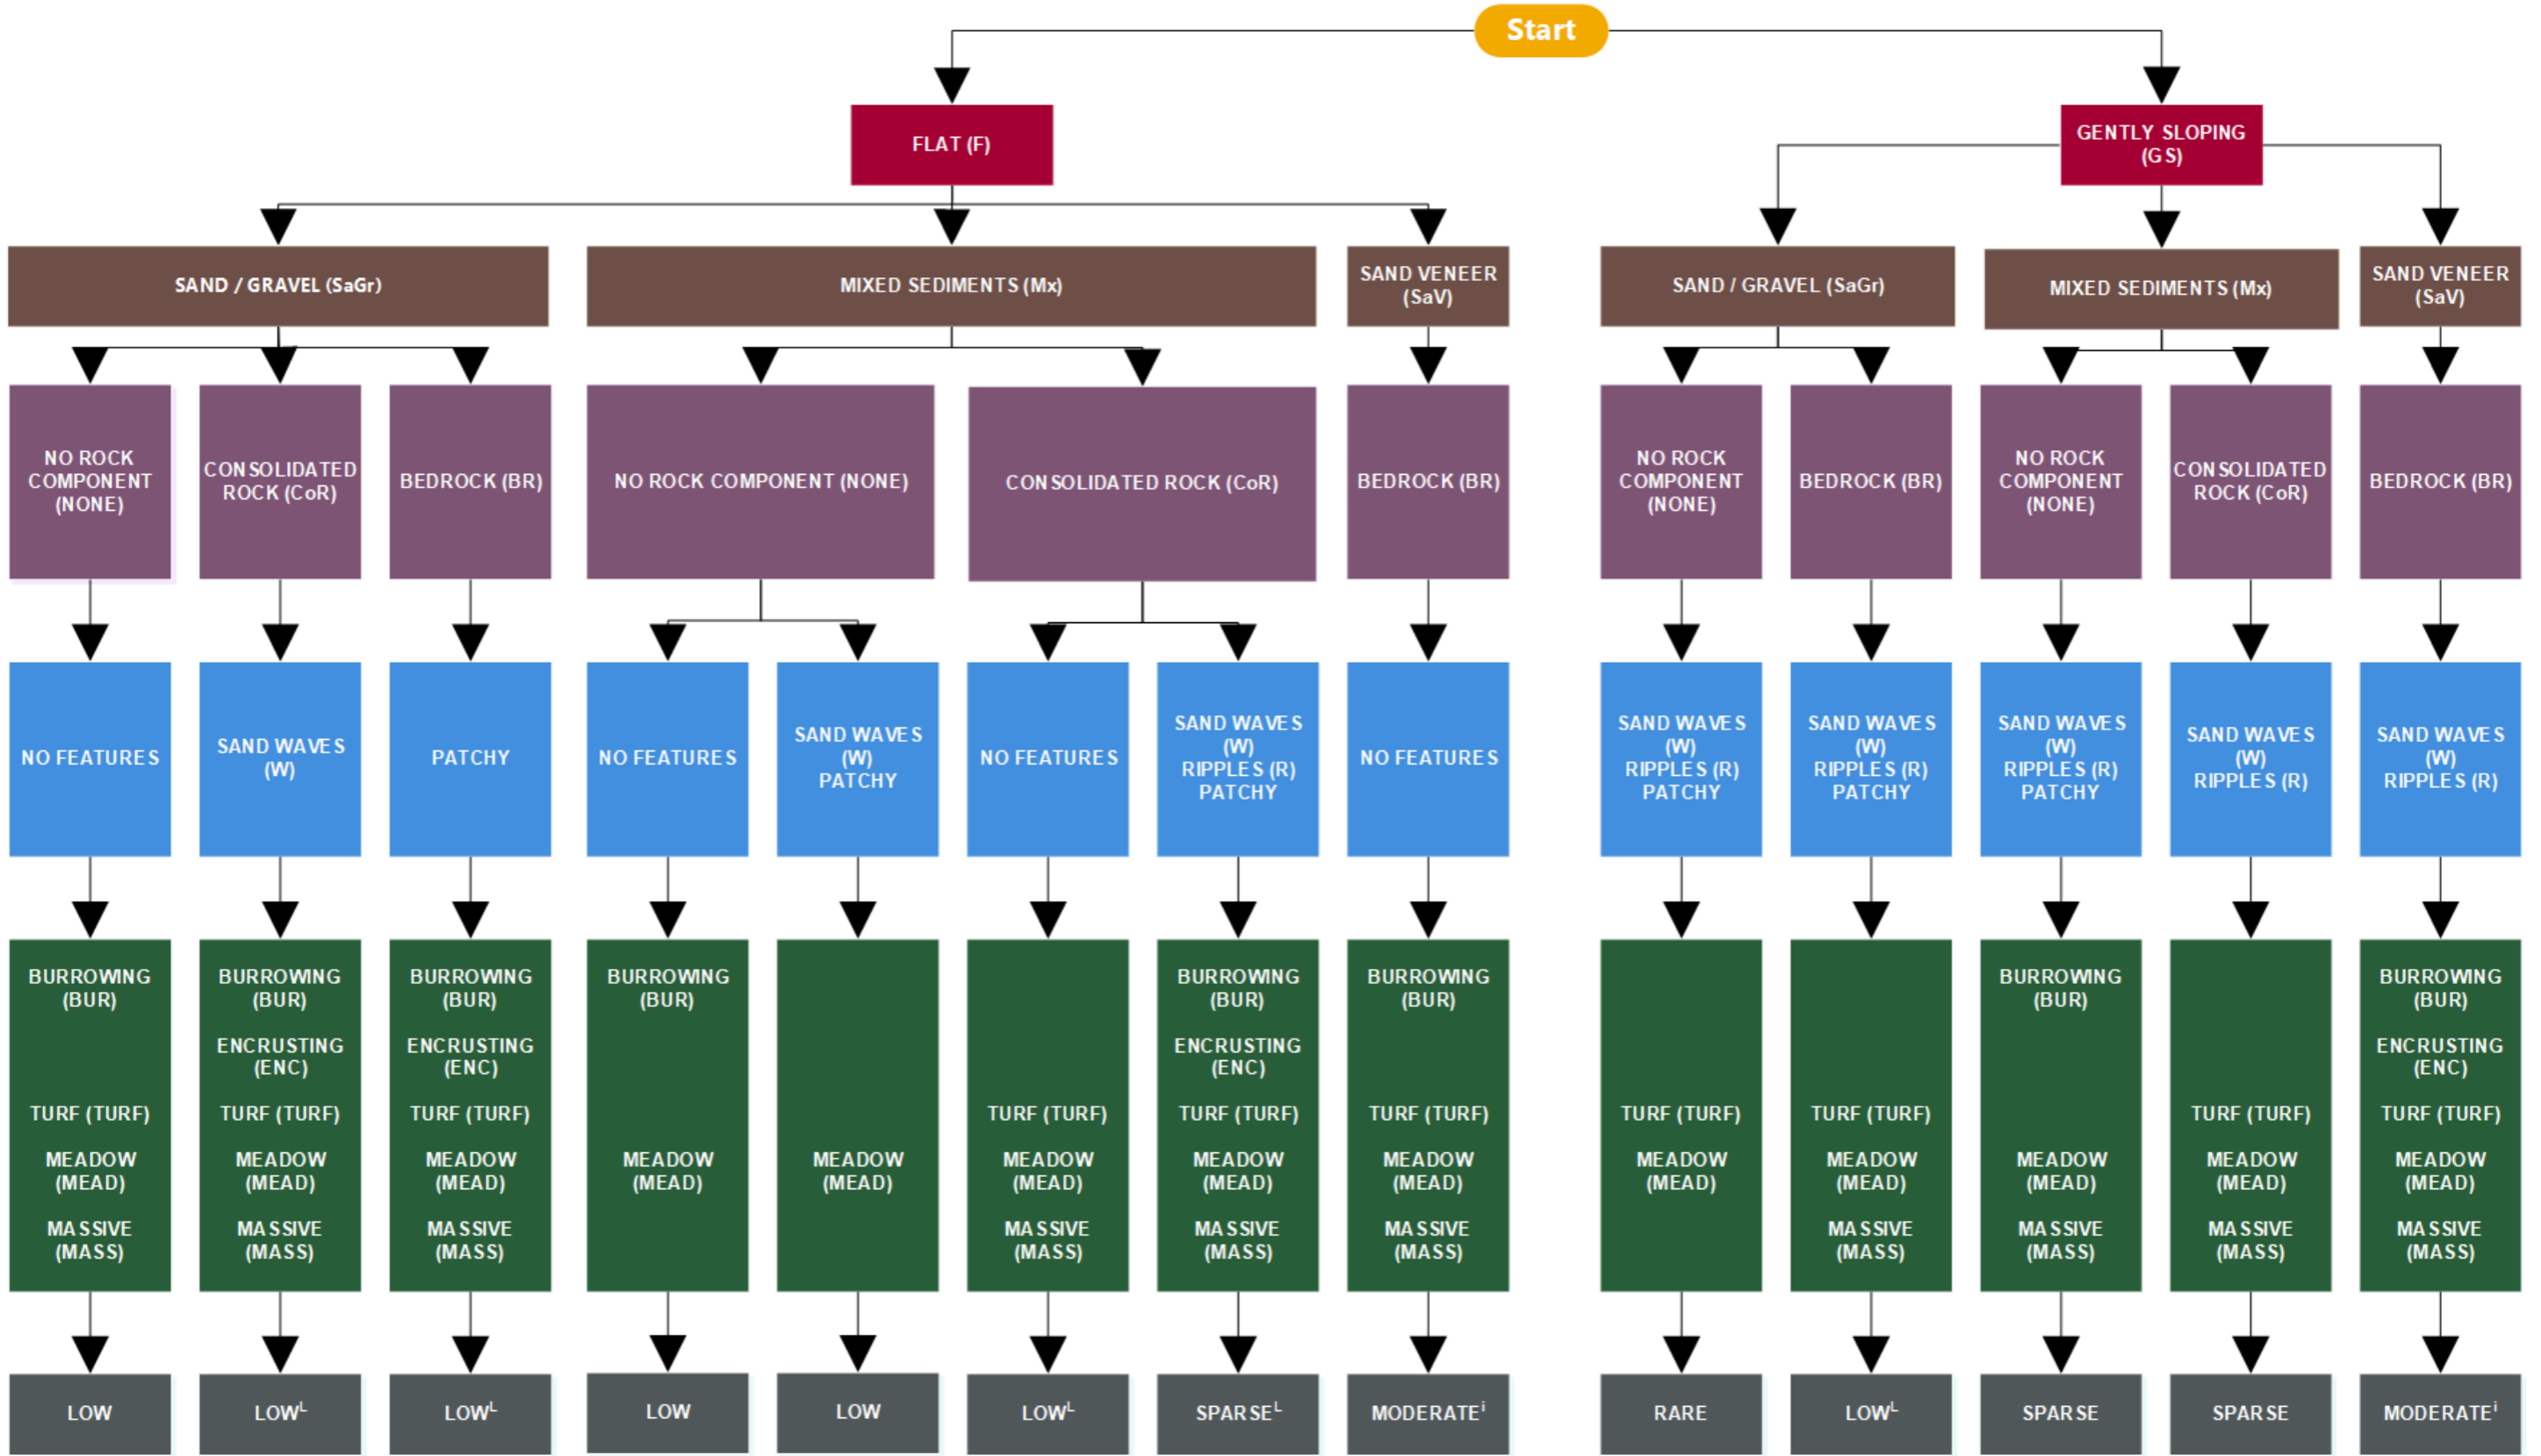 Start
FLAT (F)
GENTLY SLOPING
(GS)
SAND / GRAVEL (SaGr)
MIXED SEDIMENTS (Mx)
SAND VENEER
(SaV)
SAND / GRAVEL (SaGr)
MIXED SEDIMENTS (Mx)
SAND VENEER
(SaV)
NO ROCK
COMPONENT
(NONE)
CONSOLIDATED
ROCK (CoR)
BEDROCK (BR)
NO ROCK COMPONENT (NONE)
CONSOLIDATED ROCK (CoR)
BEDROCK (BR)
NO ROCK
COMPONENT
(NONE)
BEDROCK (BR)
NO ROCK
COMPONENT
(NONE)
CONSOLIDATED
ROCK (CoR)
BEDROCK (BR)
NO FEATURES
SAND WAVES
(W)
PATCHY
NO FEATURES
SAND WAVES
(W)
PATCHY
NO FEATURES
SAND WAVES
(W)
RIPPLES (R)
PATCHY
NO FEATURES
SAND WAVES
(W)
RIPPLES (R)
PATCHY
SAND WAVES
(W)
RIPPLES (R)
PATCHY
SAND WAVES
(W)
RIPPLES (R)
PATCHY
SAND WAVES
(W)
RIPPLES (R)
SAND WAVES
(W)
RIPPLES (R)
BURROWING
(BUR)
TURF (TURF)
MEADOW
(MEAD)
MASSIVE
(MASS)
BURROWING
(BUR)
ENCRUSTING
(ENC)
TURF (TURF)
MEADOW
(MEAD)
MASSIVE
(MASS)
BURROWING
(BUR)
ENCRUSTING
(ENC)
TURF (TURF)
MEADOW
(MEAD)
MASSIVE
(MASS)
BURROWING
(BUR)
MEADOW
(MEAD)
MEADOW
(MEAD)
TURF (TURF)
MEADOW
(MEAD)
MASSIVE
(MASS)
BURROWING
(BUR)
ENCRUSTING
(ENC)
TURF (TURF)
MEADOW
(MEAD)
MASSIVE
(MASS)
BURROWING
(BUR)
TURF (TURF)
MEADOW
(MEAD)
MASSIVE
(MASS)
TURF (TURF)
MEADOW
(MEAD)
TURF (TURF)
MEADOW
(MEAD)
MASSIVE
(MASS)
BURROWING
(BUR)
MEADOW
(MEAD)
MASSIVE
(MASS)
TURF (TURF)
MEADOW
(MEAD)
MASSIVE
(MASS)
BURROWING
(BUR)
ENCRUSTING
(ENC)
TURF (TURF)
MEADOW
(MEAD)
MASSIVE
(MASS)
LOW
LOWᴸ
LOWᴸ
LOW
LOW
LOWᴸ
SPARSEᴸ
MODERATEⁱ
RARE
LOWᴸ
SPARSE
SPARSE
MODERATEⁱ